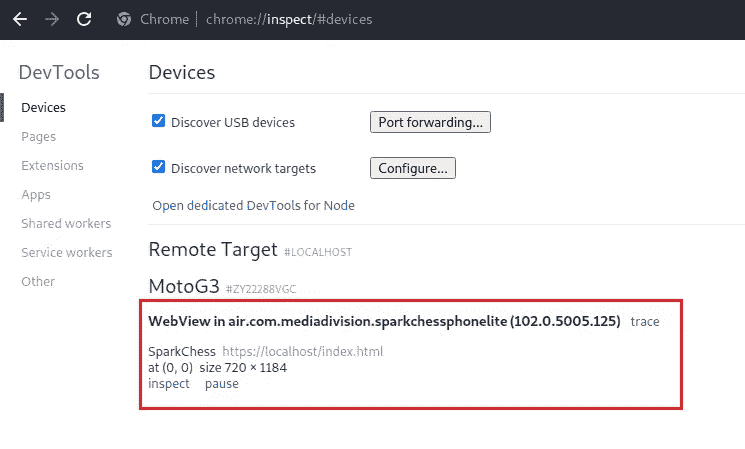 Chrome chrome://inspect/#devices
DevTools
Devices
Pages
Extensions
Apps
Shared workers
Service workers
Other
Devices
Discover USB devices Port forwarding...
Discover network targets Configure...
Open dedicated DevTools for Node
Remote Target #LOCALHOST
MotoG3 #ZY22288VGC
WebView in air.com.mediadivision.sparkchessphonelite (102.0.5005.125) trace
SparkChess https://localhost/index.html
at (0, 0) size 720 × 1184
inspect pause